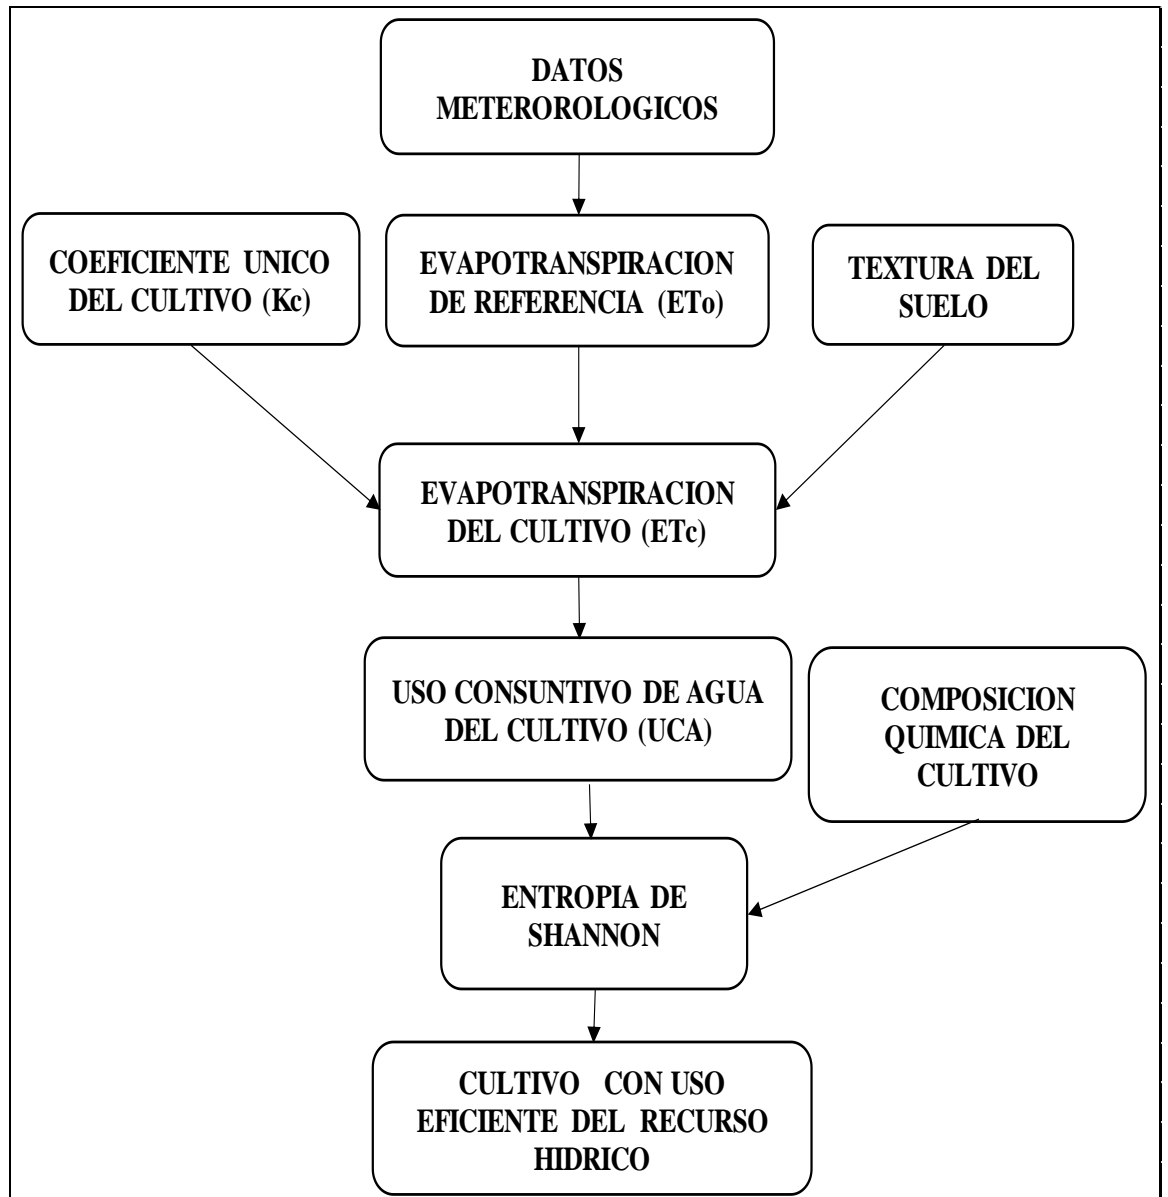 DATOS
METEROROLOGICOS
COEFICIENTE UNICO
DEL CULTIVO (Kc)
EVAPOTRANSPIRACION
DE REFERENCIA (ETo)
TEXTURA DEL
SUELO
EVAPOTRANSPIRACION
DEL CULTIVO (ETc)
USO CONSUNTIVO DE AGUA
DEL CULTIVO (UCA)
COMPOSICION
QUIMICA DEL
CULTIVO
ENTROPIA DE
SHANNON
CULTIVO CON USO
EFICIENTE DEL RECURSO
HIDRICO